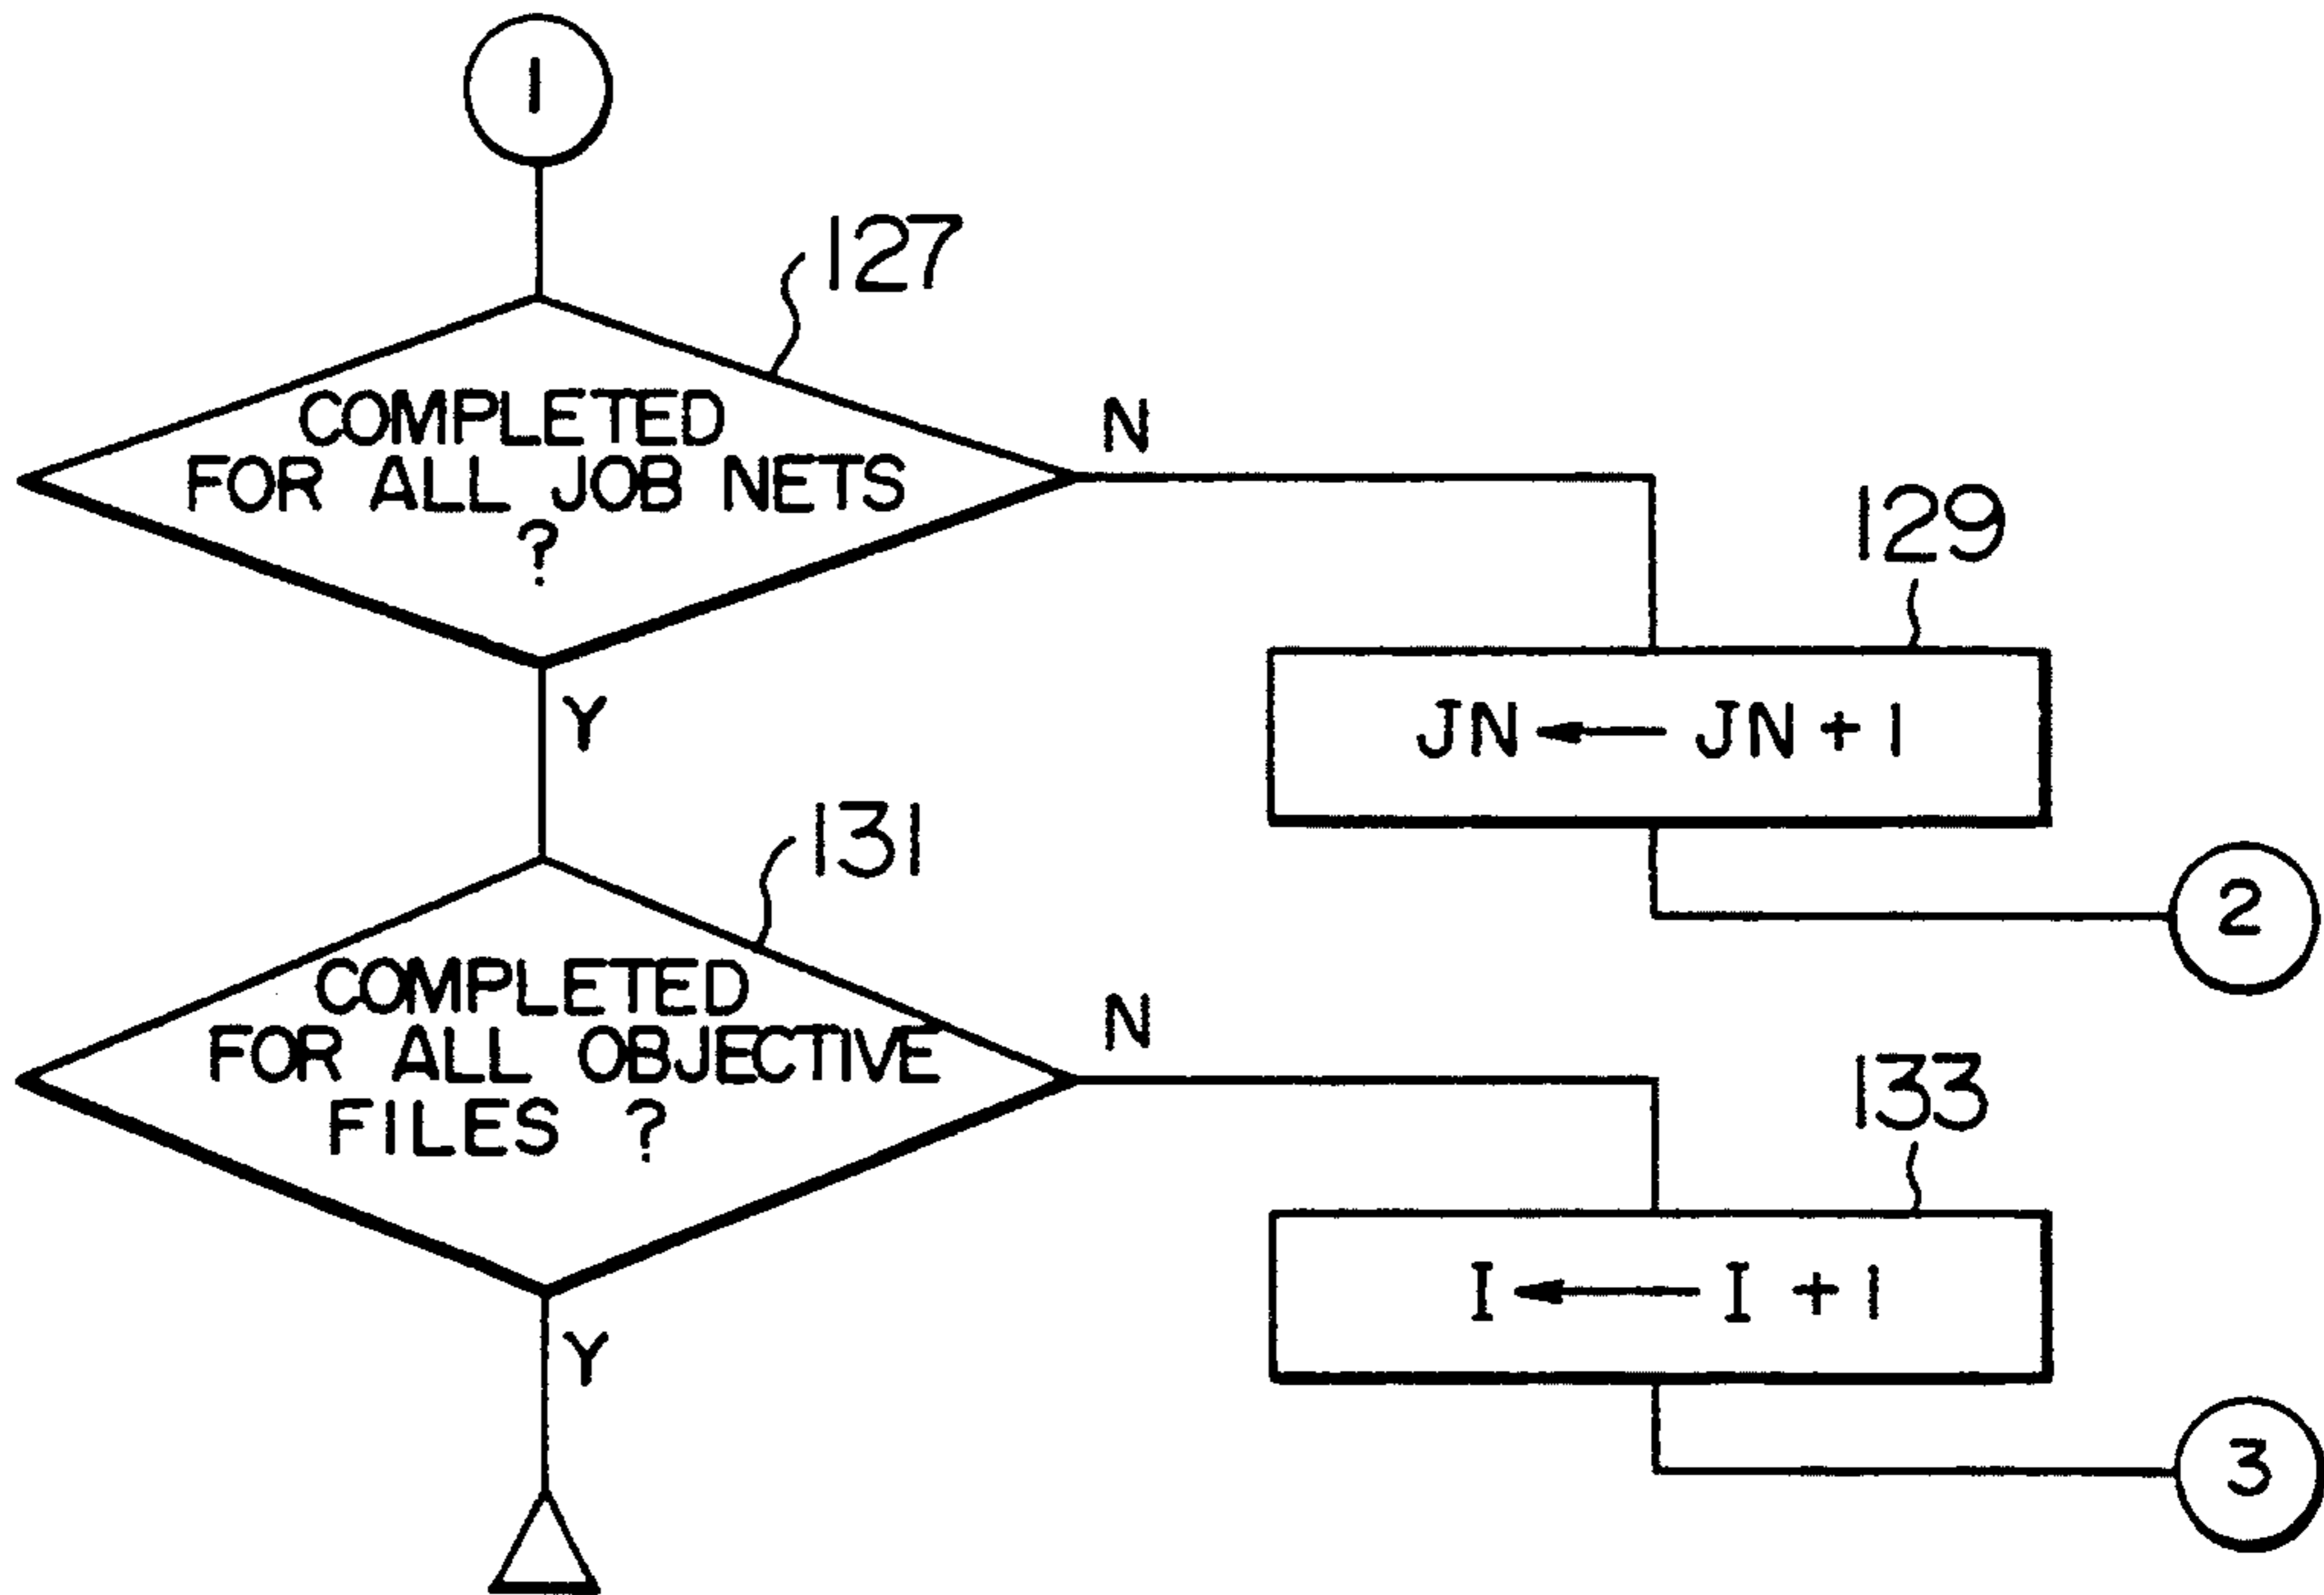 1
127
COMPLETED
FOR ALL JOB NETS
?
N
129
JN ← JN + 1
Y
2
131
COMPLETED
FOR ALL OBJECTIVE
FILES ?
N
133
I ← I + 1
Y
3